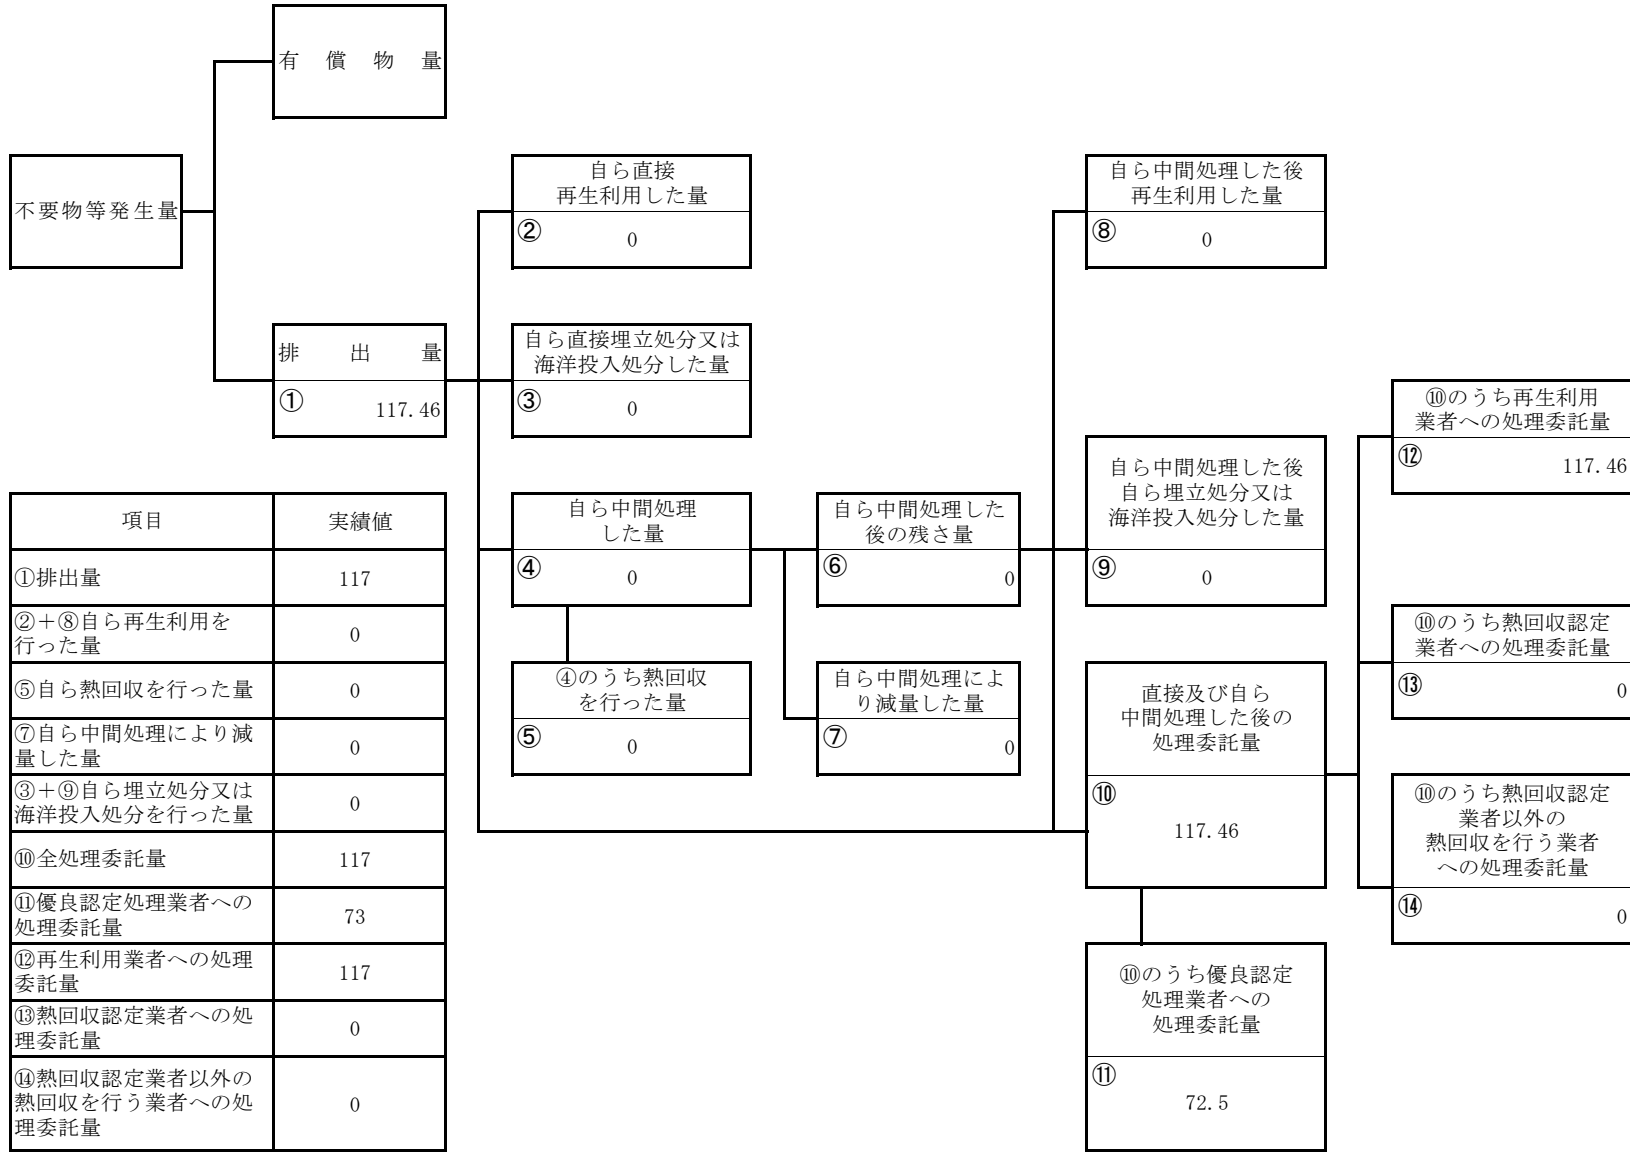 有償物量
不要物等発生量
排出量
①
117.46
自ら直接
再生利用した量
②
0
自ら直接埋立処分又は
海洋投入処分した量
③
0
自ら中間処理
した量
④
0
④のうち熱回収
を行った量
⑤
0
自ら中間処理した
後の残さ量
⑥
0
自ら中間処理によ
り減量した量
⑦
0
自ら中間処理した後
再生利用した量
⑧
0
自ら中間処理した後
自ら埋立処分又は
海洋投入処分した量
⑨
0
直接及び自ら
中間処理した後の
処理委託量
⑩
117.46
⑩のうち優良認定
処理業者への
処理委託量
⑪
72.5
⑩のうち再生利用
業者への処理委託量
⑫
117.46
⑩のうち熱回収認定
業者への処理委託量
⑬
0
⑩のうち熱回収認定
業者以外の
熱回収を行う業者
への処理委託量
⑭
0
項目 実績値
①排出量 117
②＋⑧自ら再生利用を
行った量 0
⑤自ら熱回収を行った量 0
⑦自ら中間処理により減
量した量 0
③＋⑨自ら埋立処分又は
海洋投入処分を行った量 0
⑩全処理委託量 117
⑪優良認定処理業者への
処理委託量 73
⑫再生利用業者への処理
委託量 117
⑬熱回収認定業者への処
理委託量 0
⑭熱回収認定業者以外の
熱回収を行う業者への処
理委託量 0